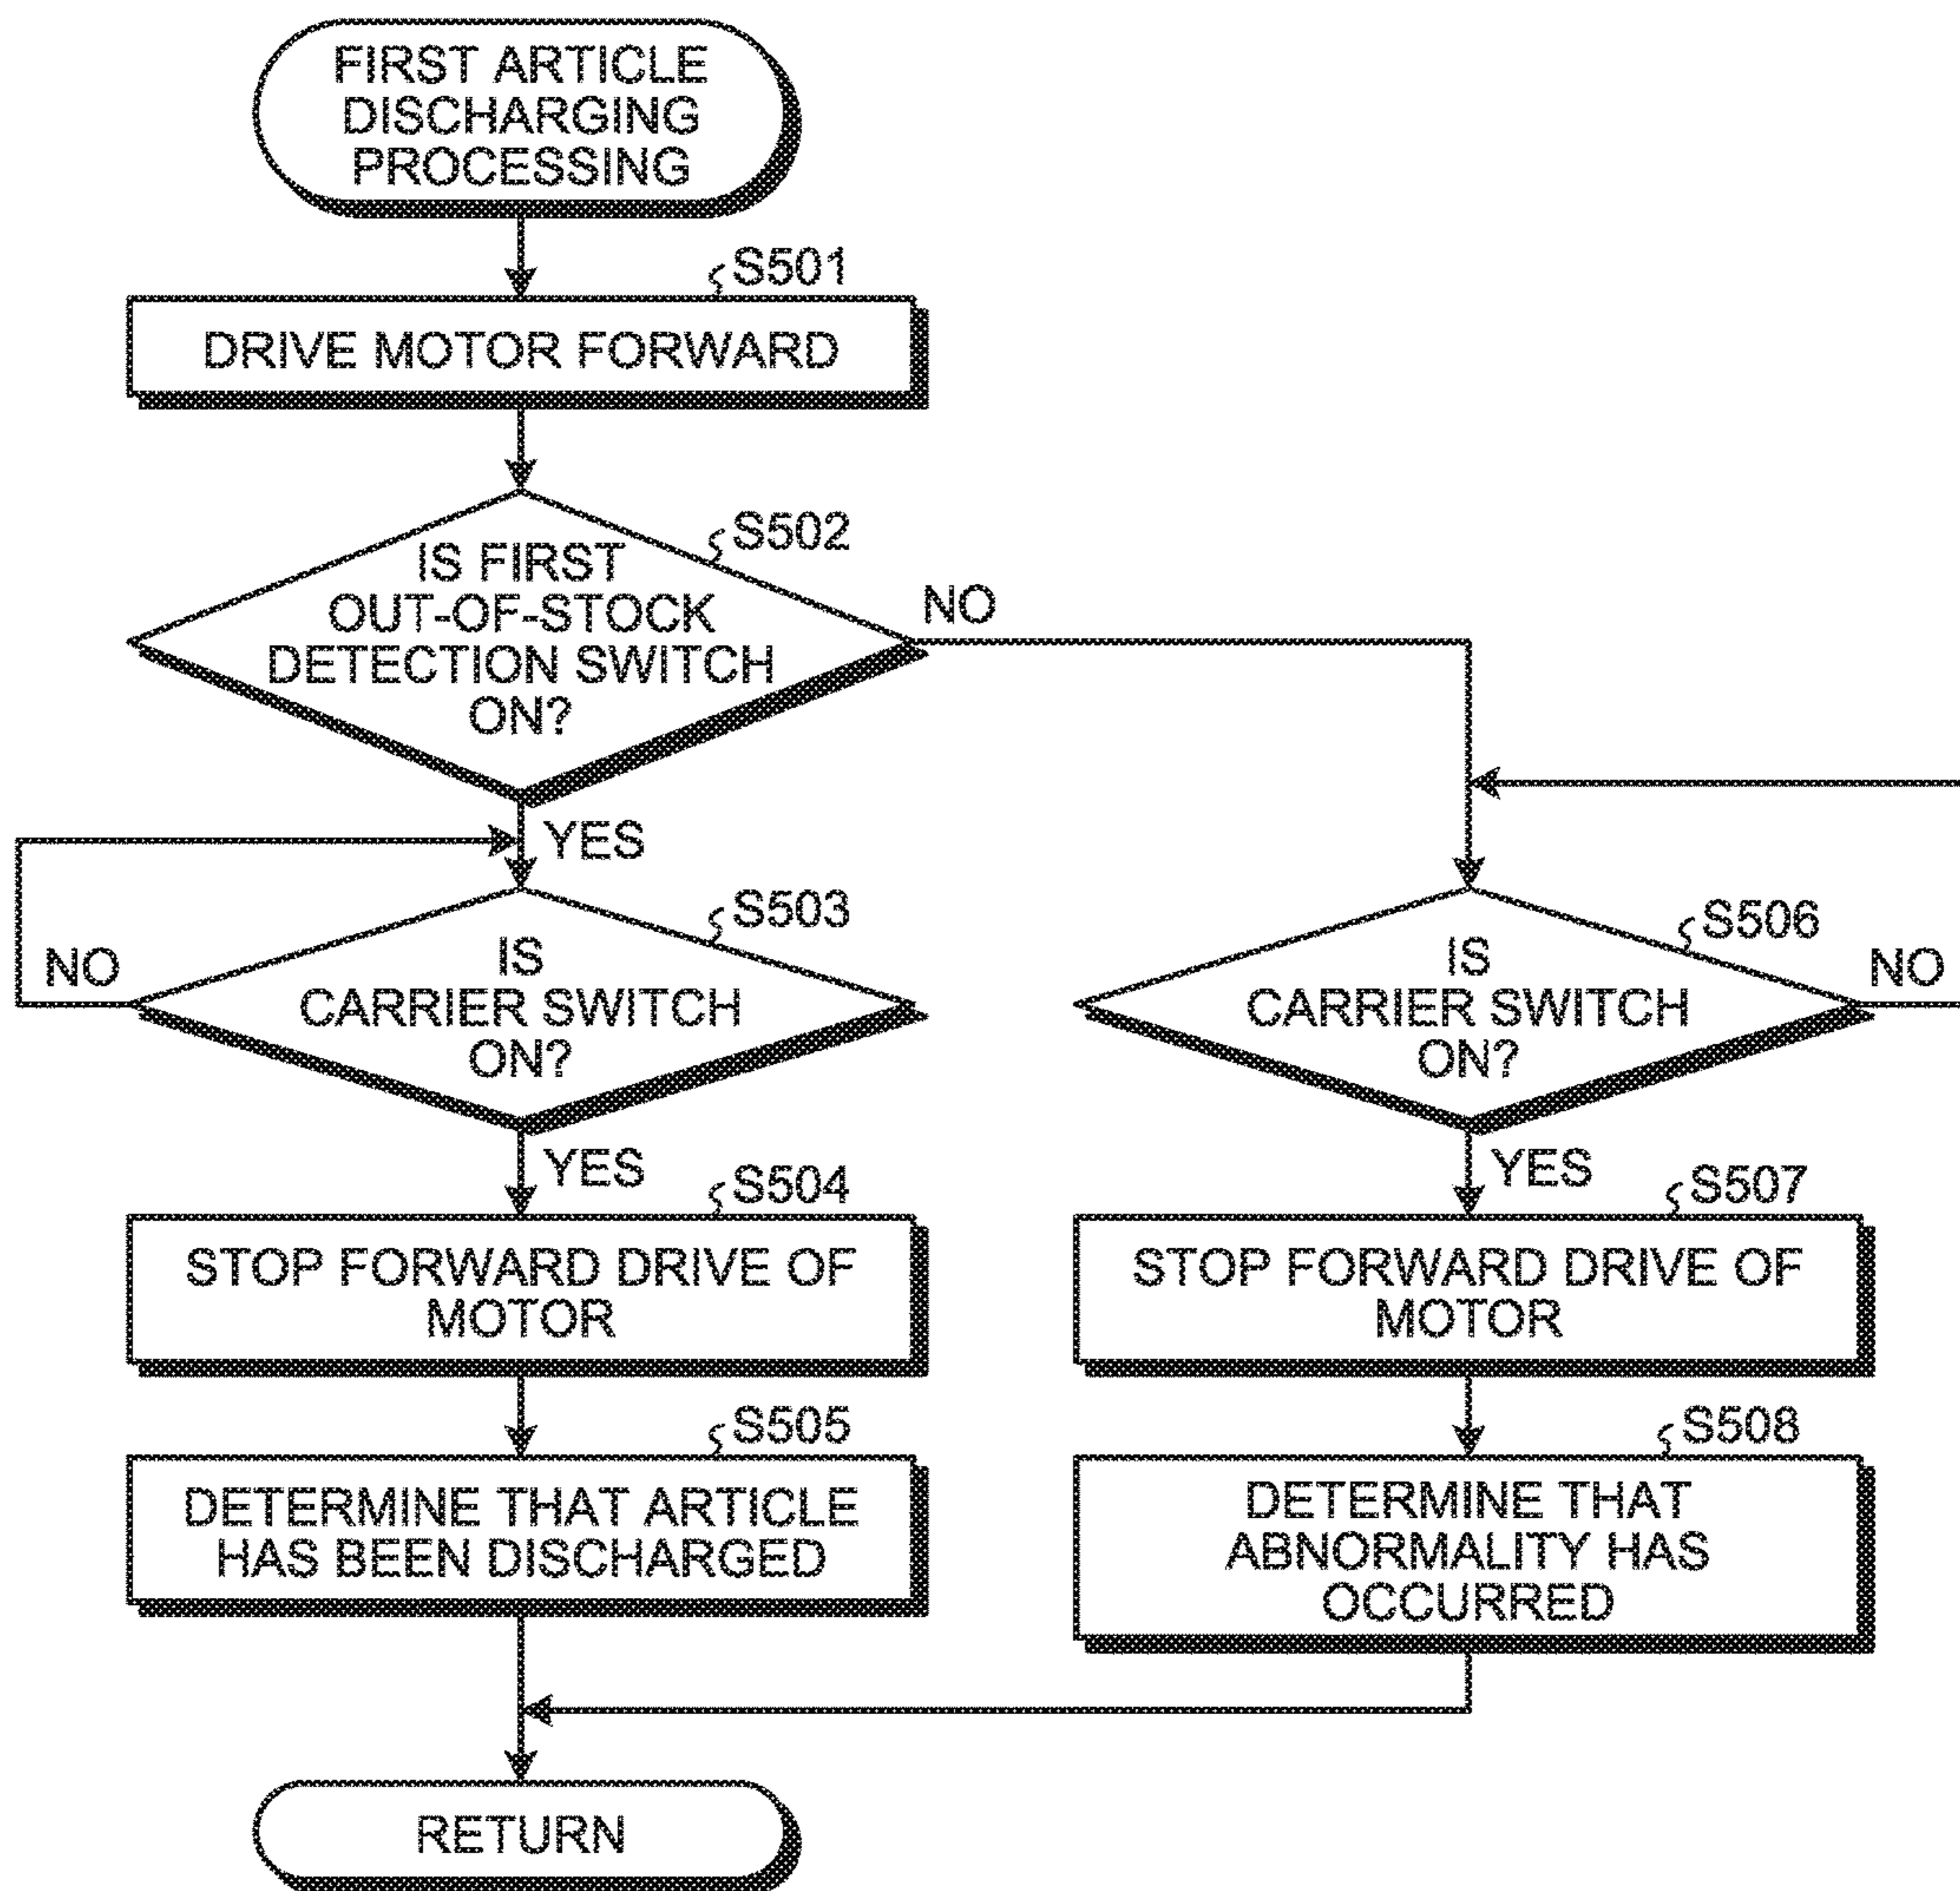 FIRST ARTICLE
DISCHARGING
PROCESSING
S501
DRIVE MOTOR FORWARD
S502
IS FIRST
OUT-OF-STOCK
DETECTION SWITCH
ON?
NO
YES
S503
IS
CARRIER SWITCH
ON?
NO
YES
S504
STOP FORWARD DRIVE OF
MOTOR
S505
DETERMINE THAT ARTICLE
HAS BEEN DISCHARGED
S506
IS
CARRIER SWITCH
ON?
NO
YES
S507
STOP FORWARD DRIVE OF
MOTOR
S508
DETERMINE THAT
ABNORMALITY HAS
OCCURRED
RETURN